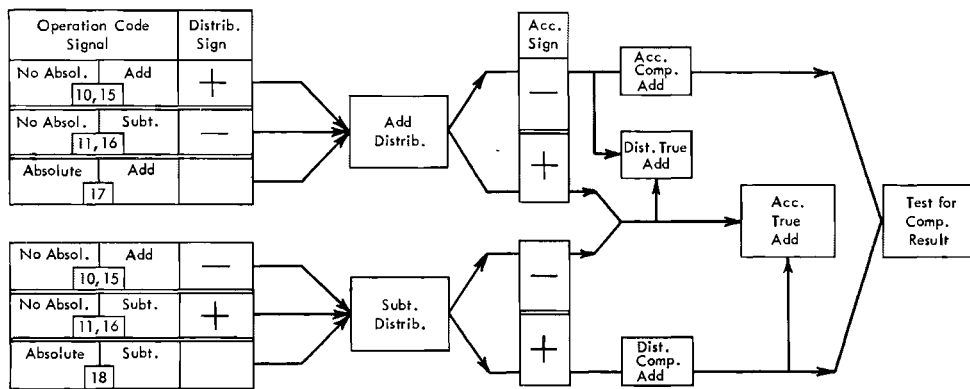 Operation Code
Signal
Distrib.
Sign
No Absol. Add
10, 15
+
No Absol. Subt.
11, 16
−
Absolute Add
17
Add
Distrib.
Acc.
Sign
−
+
Acc.
Comp.
Add
Dist. True
Add
Acc.
True
Add
Test for
Comp.
Result
No Absol. Add
10, 15
−
No Absol. Subt.
11, 16
+
Absolute Subt.
18
Subt.
Distrib.
−
+
Dist.
Comp.
Add